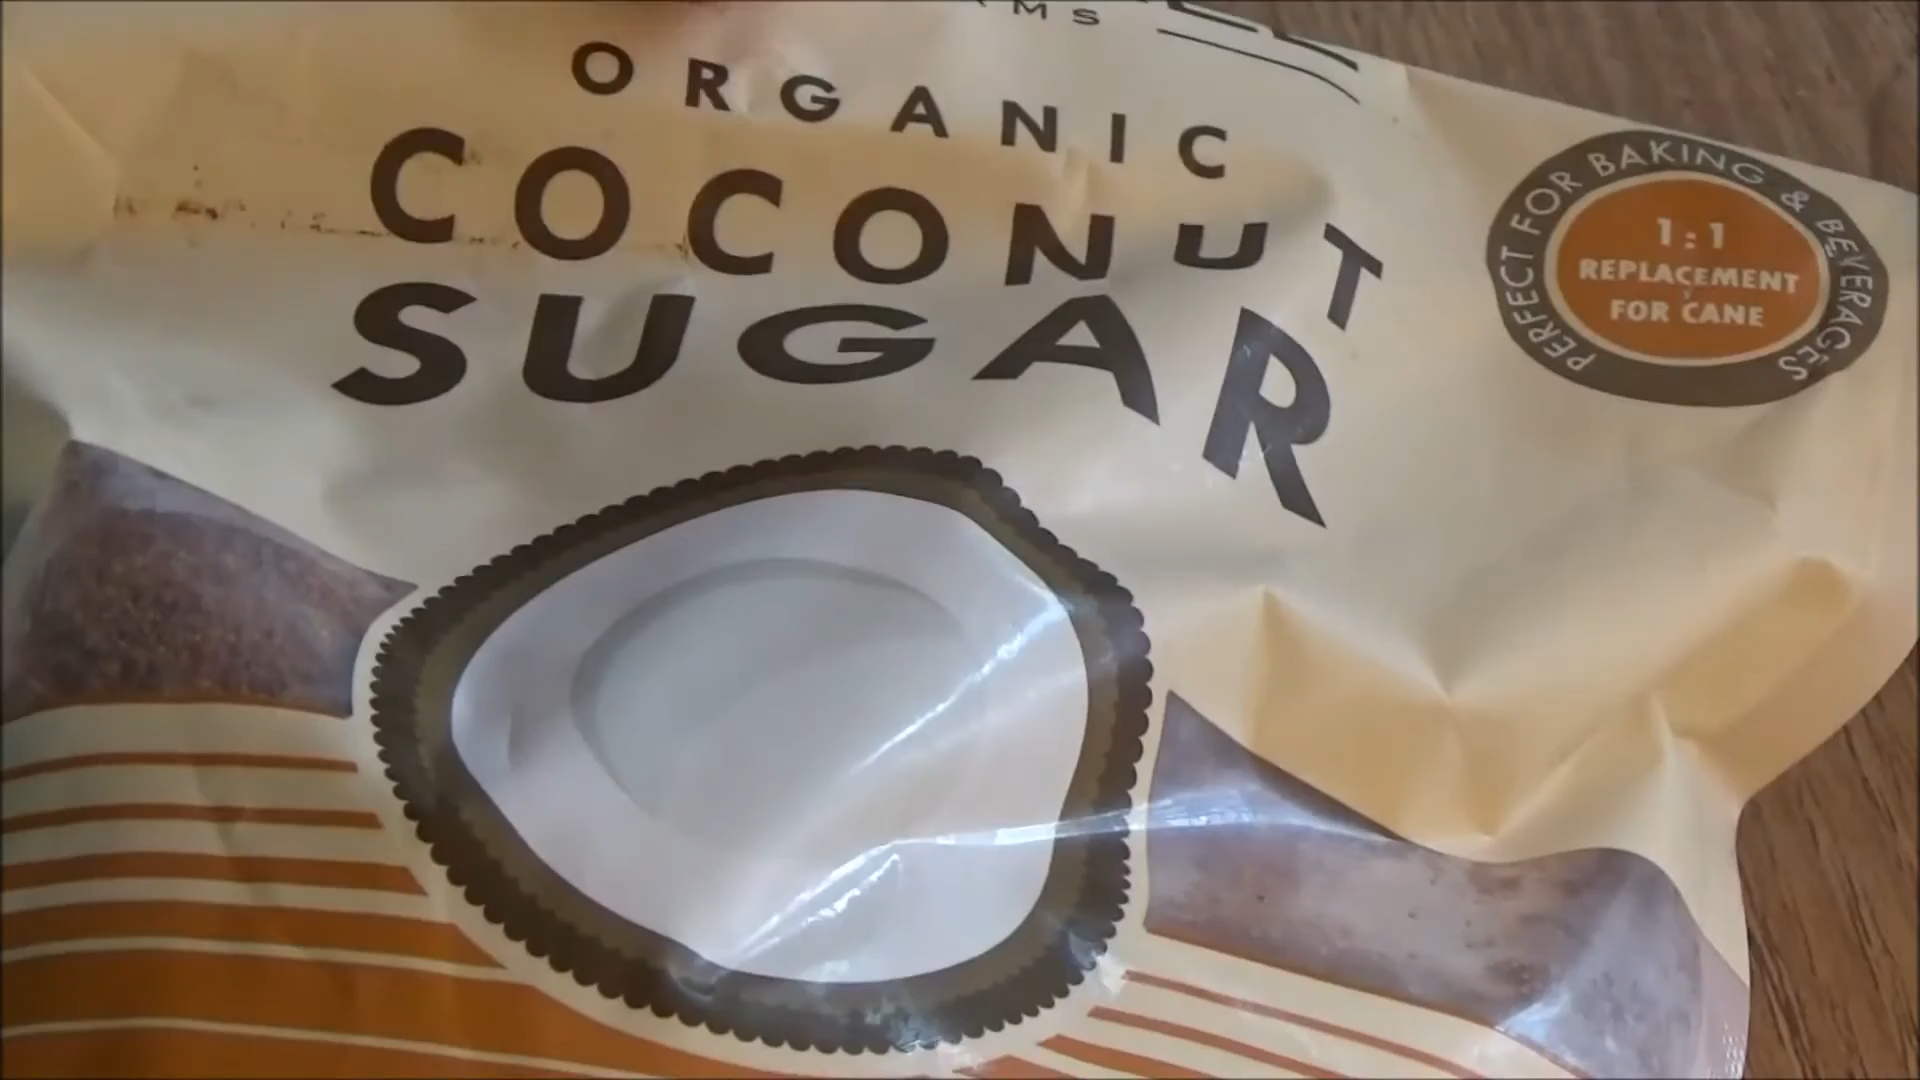 ORGANIC
COCONUT
SUGAR
PERFECT FOR BAKING & BEVERAGES
1:1
REPLACEMENT
FOR CANE